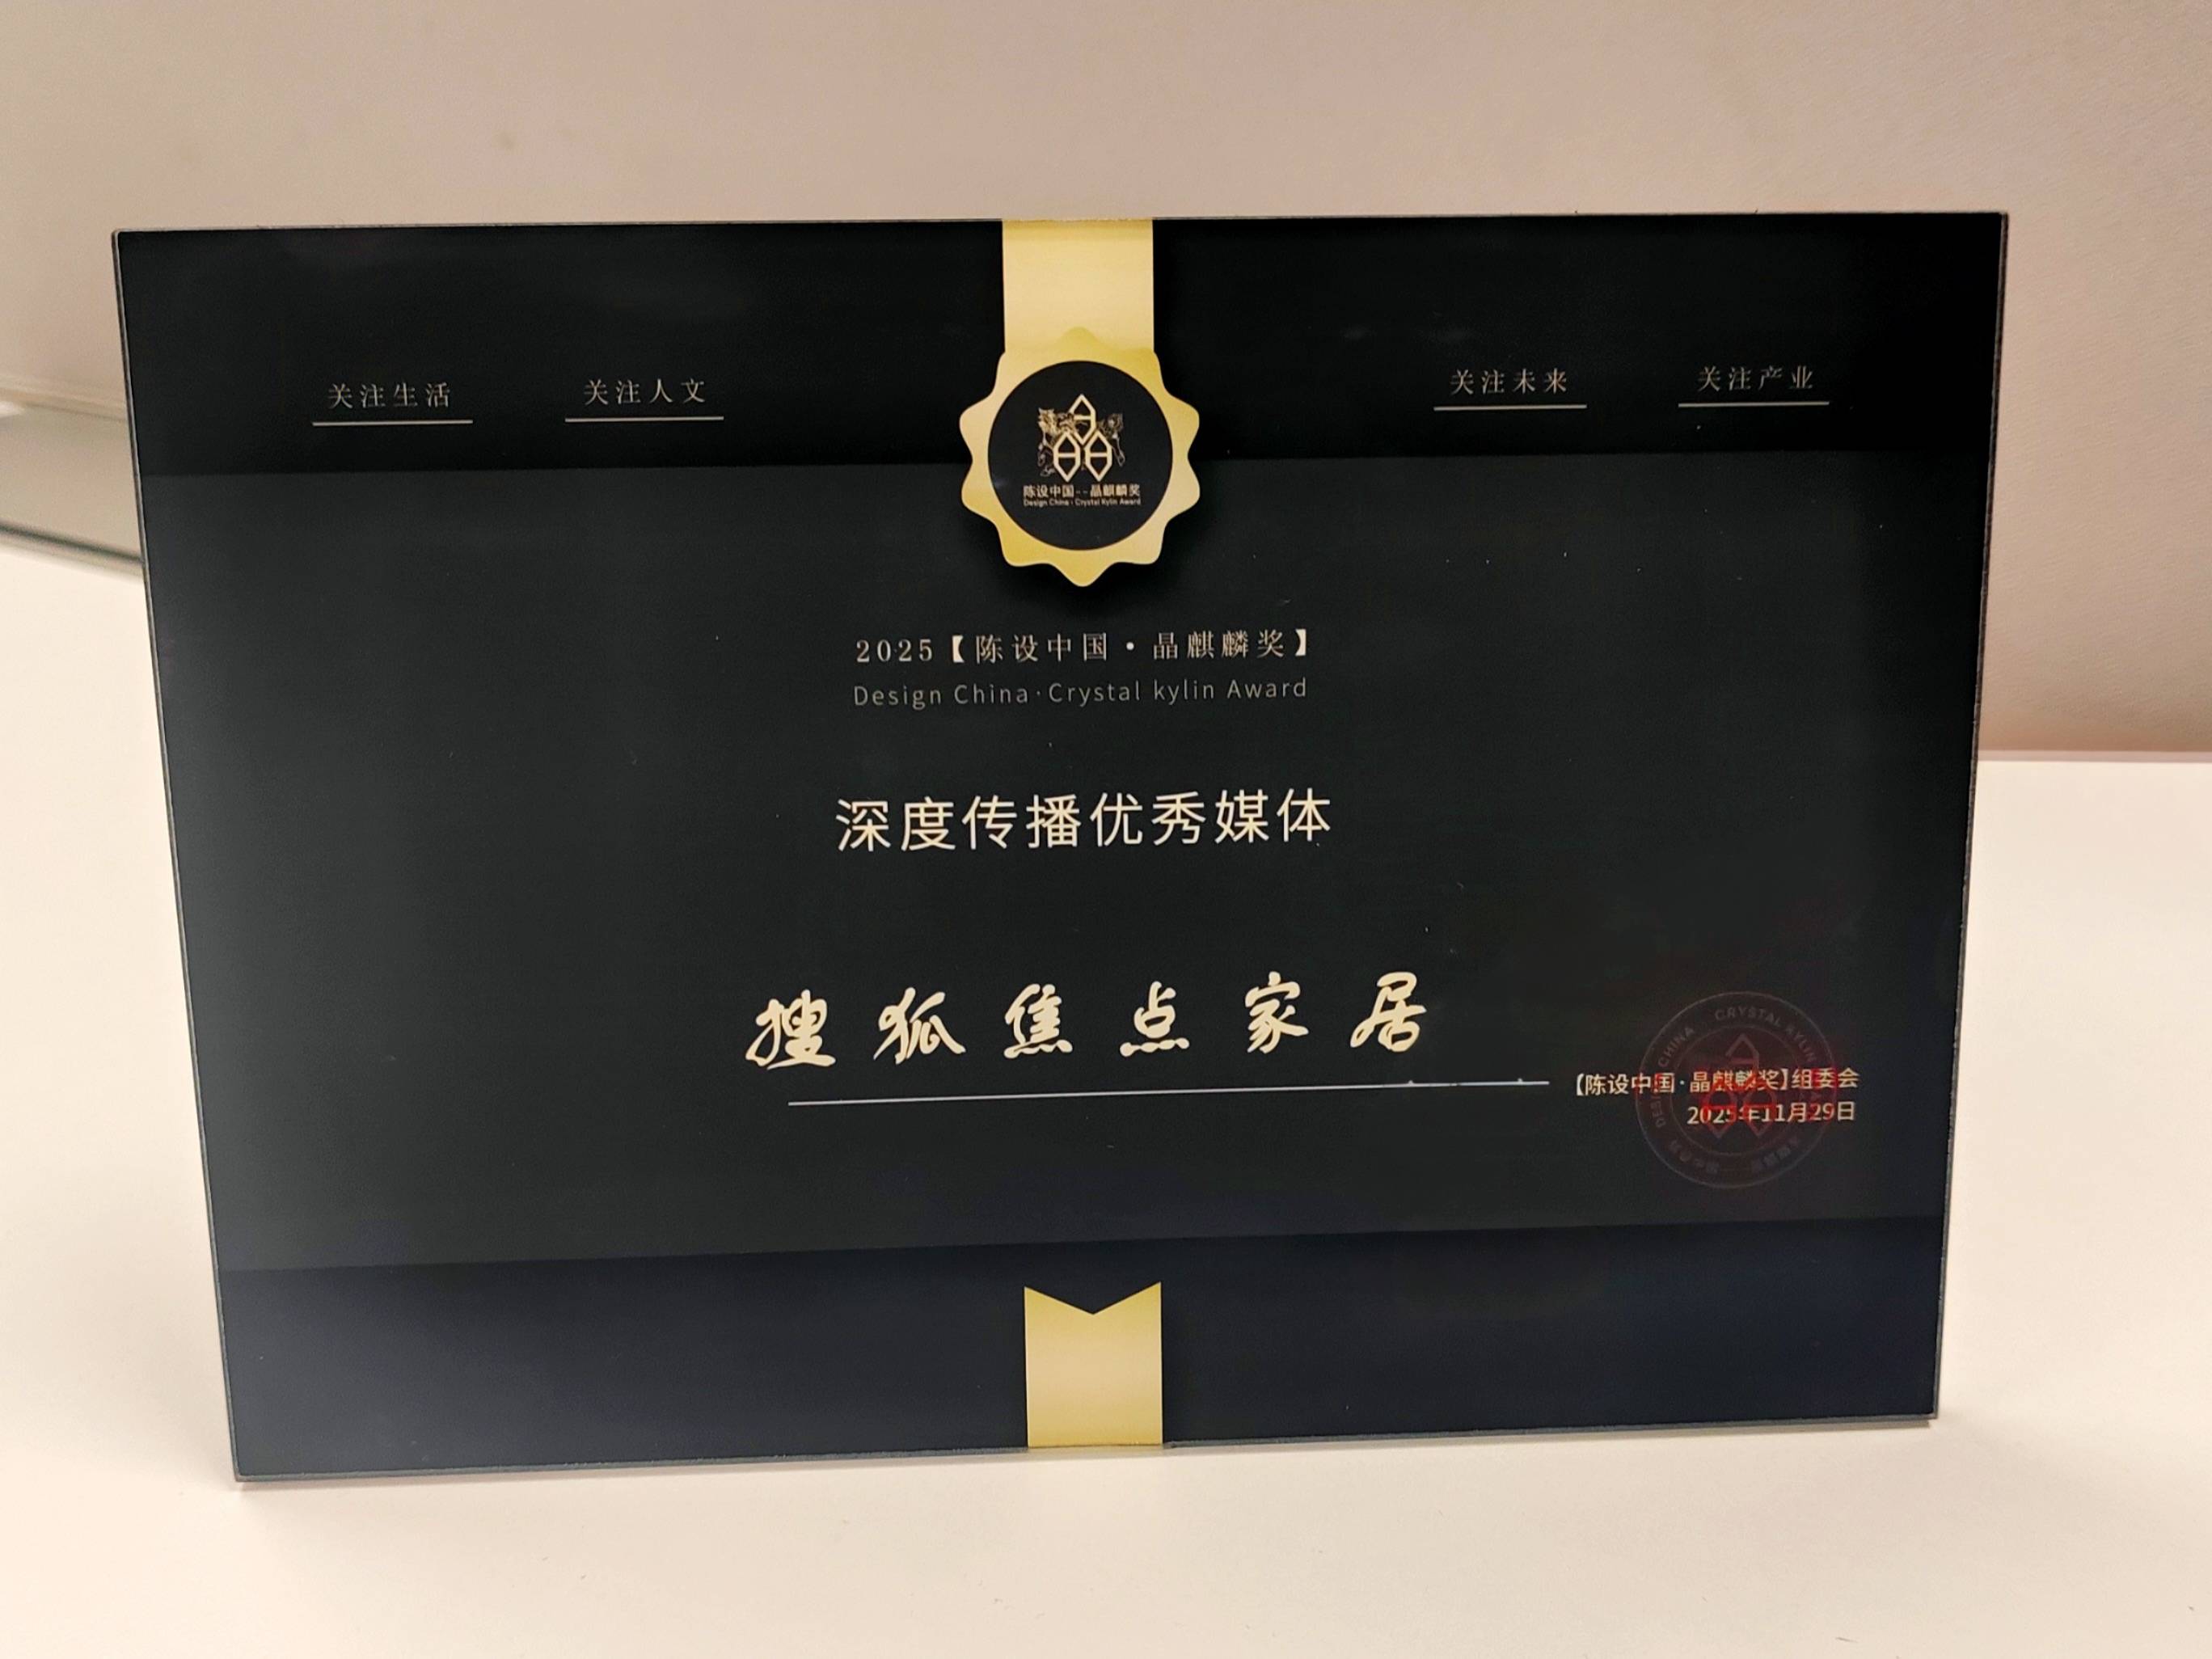 关注生活
关注人文
关注未来
关注产业
陈设中国--晶麒麟奖
Design China - Crystal Kylin Award
2025【陈设中国·晶麒麟奖】
Design China·Crystal kylin Award
深度传播优秀媒体
搜狐焦点家居
【陈设中国·晶麒麟奖】组委会
2025年11月29日
DESIGN CHINA CRYSTAL KYLIN